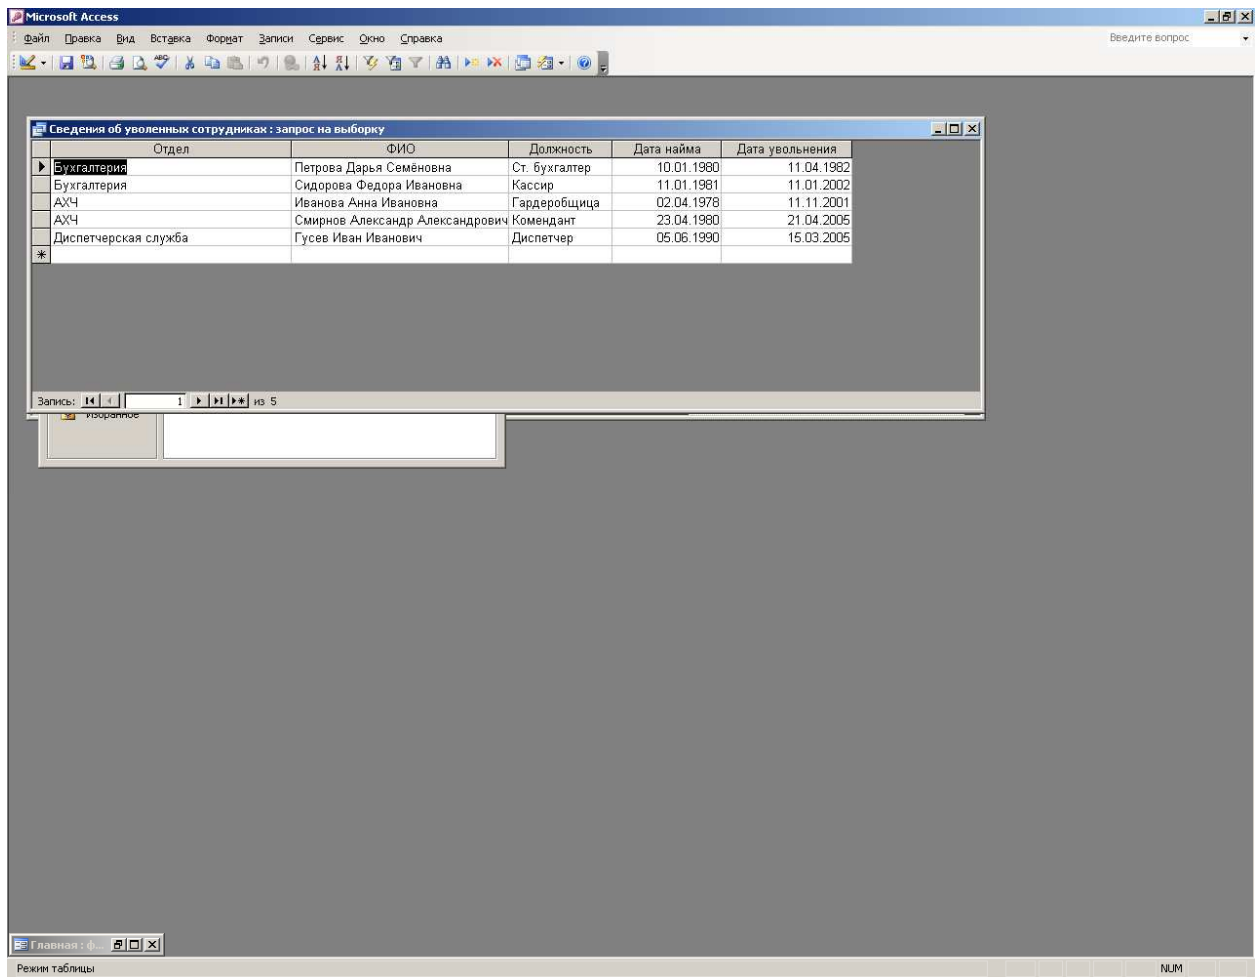 Microsoft Access
Файл Правка Вид Вставка Формат Записи Сервис Окно Справка Введите вопрос
Сведения об уволенных сотрудниках : запрос на выборку
Отдел ФИО Должность Дата найма Дата увольнения
Бухгалтерия Петрова Дарья Семёновна Ст. бухгалтер 10.01.1980 11.04.1982
Бухгалтерия Сидорова Федора Ивановна Кассир 11.01.1981 11.01.2002
АХЧ Иванова Анна Ивановна Гардеробщица 02.04.1978 11.11.2001
АХЧ Смирнов Александр Александрович Комендант 23.04.1980 21.04.2005
Диспетчерская служба Гусев Иван Иванович Диспетчер 05.06.1990 15.03.2005
Запись: 1 из 5
Избранное
Главная : ф...
Режим таблицы NUM